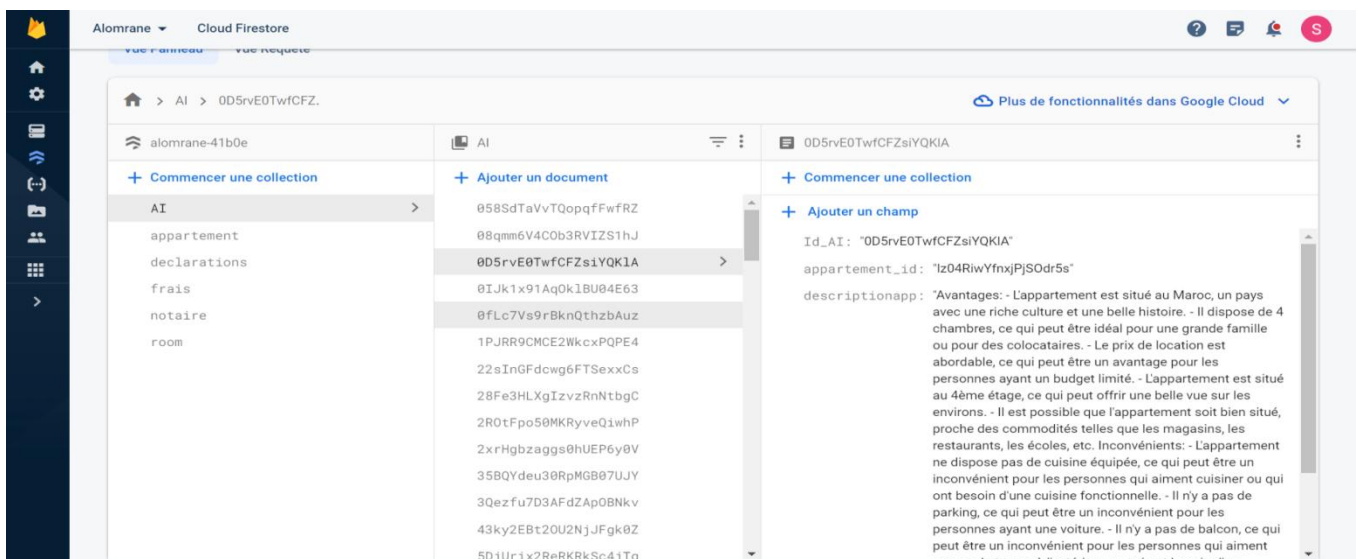 Alomrane Cloud Firestore
S
Vue Panneau Vue Requête
AI 0D5rvE0TwfCFZ.
Plus de fonctionnalités dans Google Cloud
alomrane-41b0e
AI
0D5rvE0TwfCFZsiYQKlA
Commencer une collection
Ajouter un document
Commencer une collection
AI
appartement
declarations
frais
notaire
room
058SdTaVvTQopqfFwfRZ
08qmm6V4COb3RVIZS1hJ
0D5rvE0TwfCFZsiYQKlA
0IJk1x91AqOklBU04E63
0fLc7Vs9rBknQthzbAuz
1PJRR9CMCE2WkcxPQPE4
22sInGFdcwg6FTSexxCs
28Fe3HLXgIzvzRnNtbgC
2ROtFpo50MKRyveQiwhP
2xrHgbzaggs0hUEP6y0V
35BQYdeu30RpMGB07UJY
3Qezfu7D3AFdZApOBNkv
43ky2EBt2OU2NjJFgk0Z
5DiUrix2ReRKRkSc4iTq
Ajouter un champ
Id_AI: "0D5rvE0TwfCFZsiYQKlA"
appartement_id: "lz04RiwYfnxjPjSOdr5s"
descriptionapp: "Avantages: - L'appartement est situé au Maroc, un pays
avec une riche culture et une belle histoire. - Il dispose de 4
chambres, ce qui peut être idéal pour une grande famille
ou pour des colocataires. - Le prix de location est
abordable, ce qui peut être un avantage pour les
personnes ayant un budget limité. - L'appartement est situé
au 4ème étage, ce qui peut offrir une belle vue sur les
environs. - Il est possible que l'appartement soit bien situé,
proche des commodités telles que les magasins, les
restaurants, les écoles, etc. Inconvénients: - L'appartement
ne dispose pas de cuisine équipée, ce qui peut être un
inconvénient pour les personnes qui aiment cuisiner ou qui
ont besoin d'une cuisine fonctionnelle. - Il n'y a pas de
parking, ce qui peut être un inconvénient pour les
personnes ayant une voiture. - Il n'y a pas de balcon, ce qui
peut être un inconvénient pour les personnes qui aiment